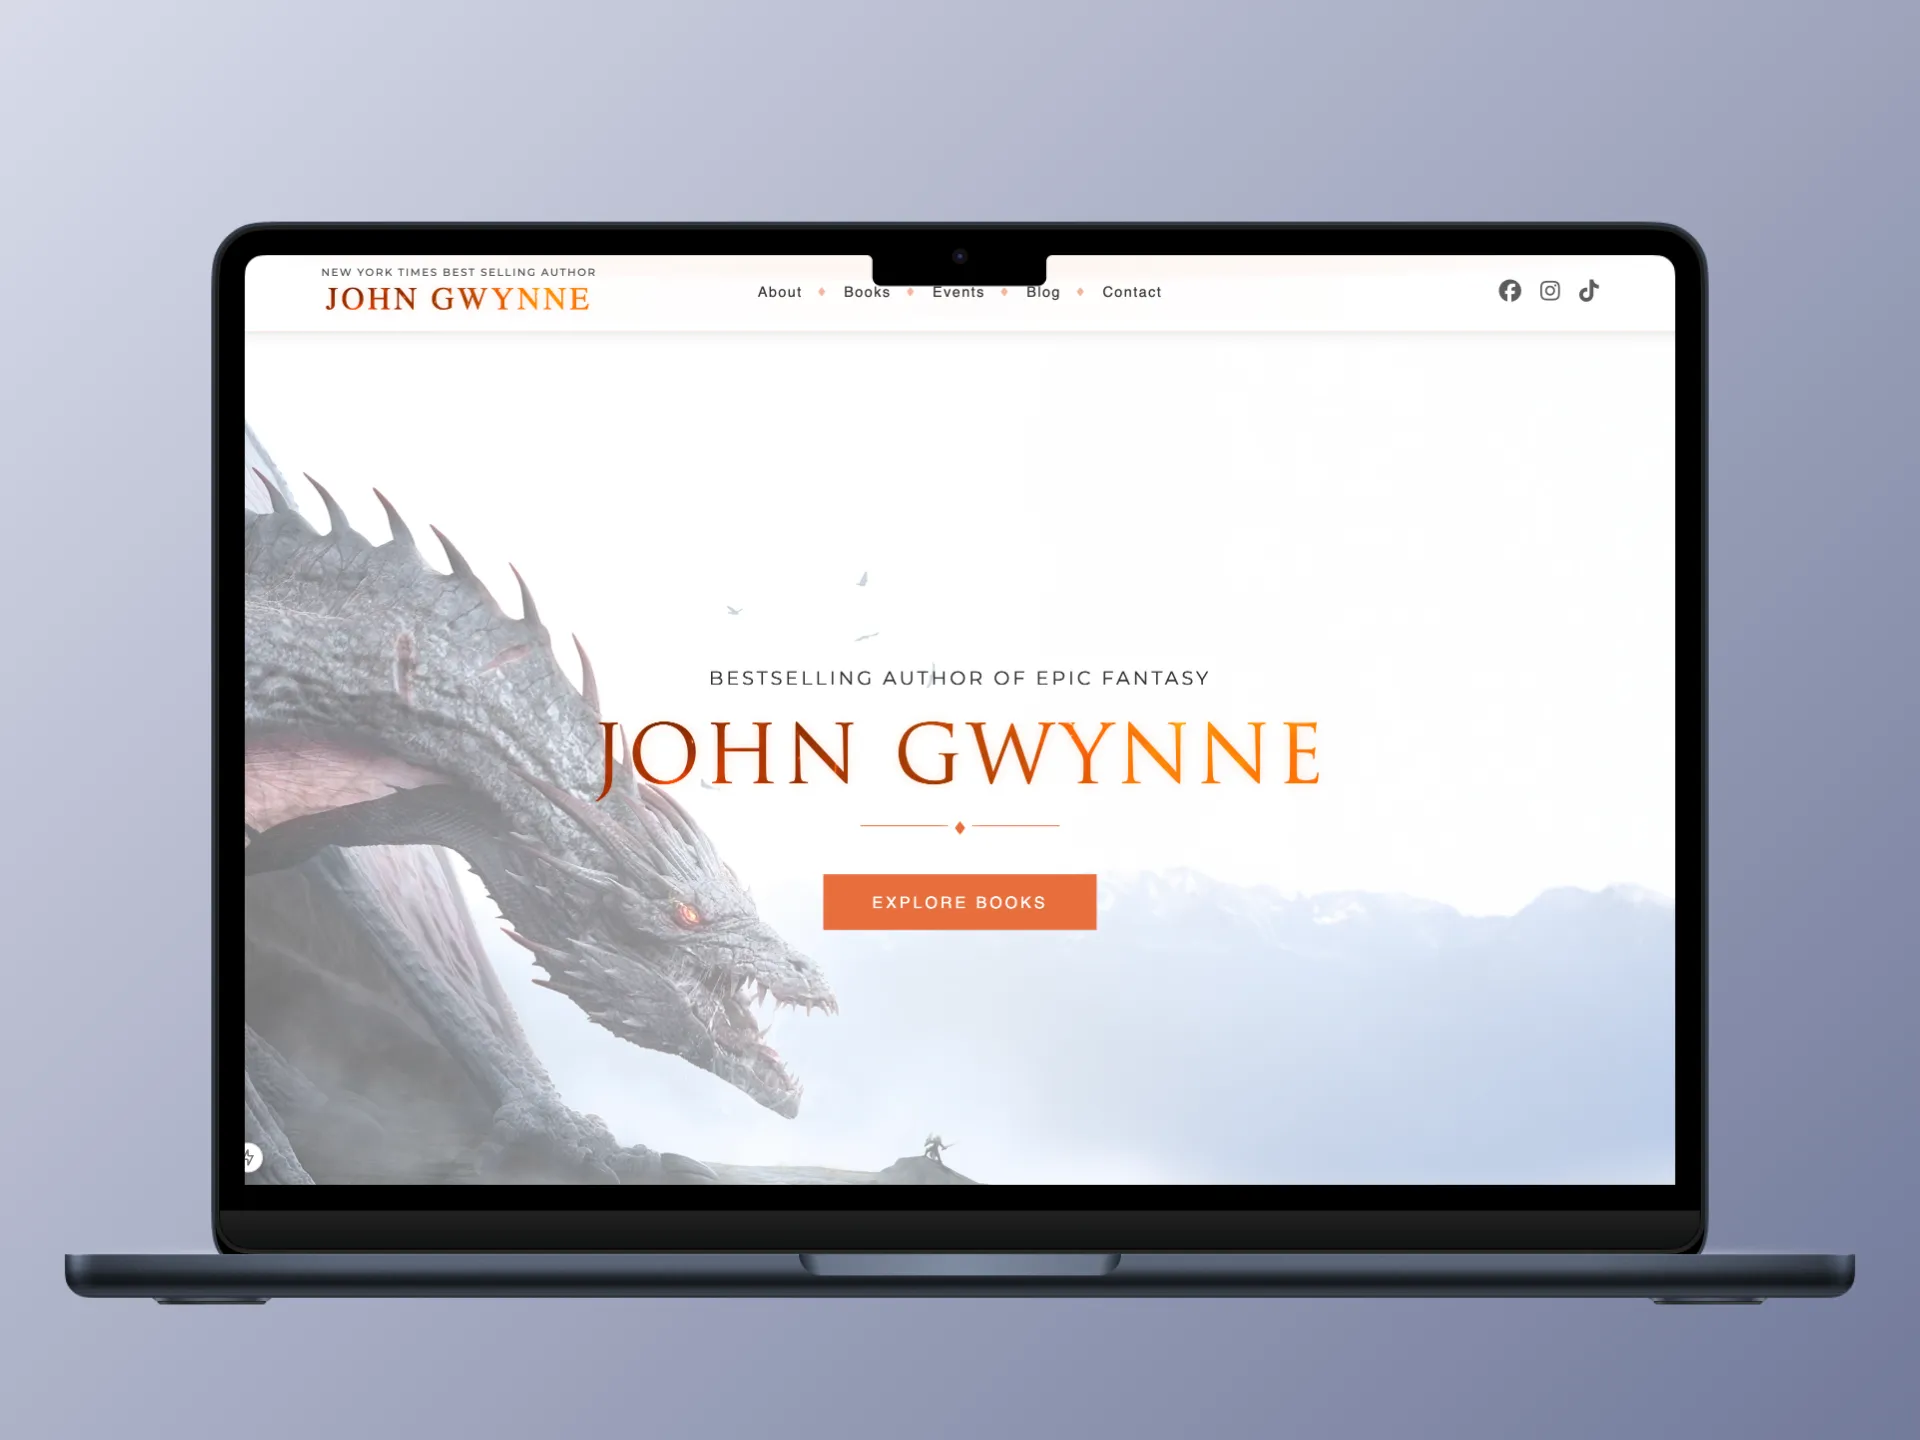 NEW YORK TIMES BEST SELLING AUTHOR
JOHN GWYNNE
About ♦ Books ♦ Events ♦ Blog ♦ Contact
BESTSELLING AUTHOR OF EPIC FANTASY
JOHN GWYNNE
EXPLORE BOOKS